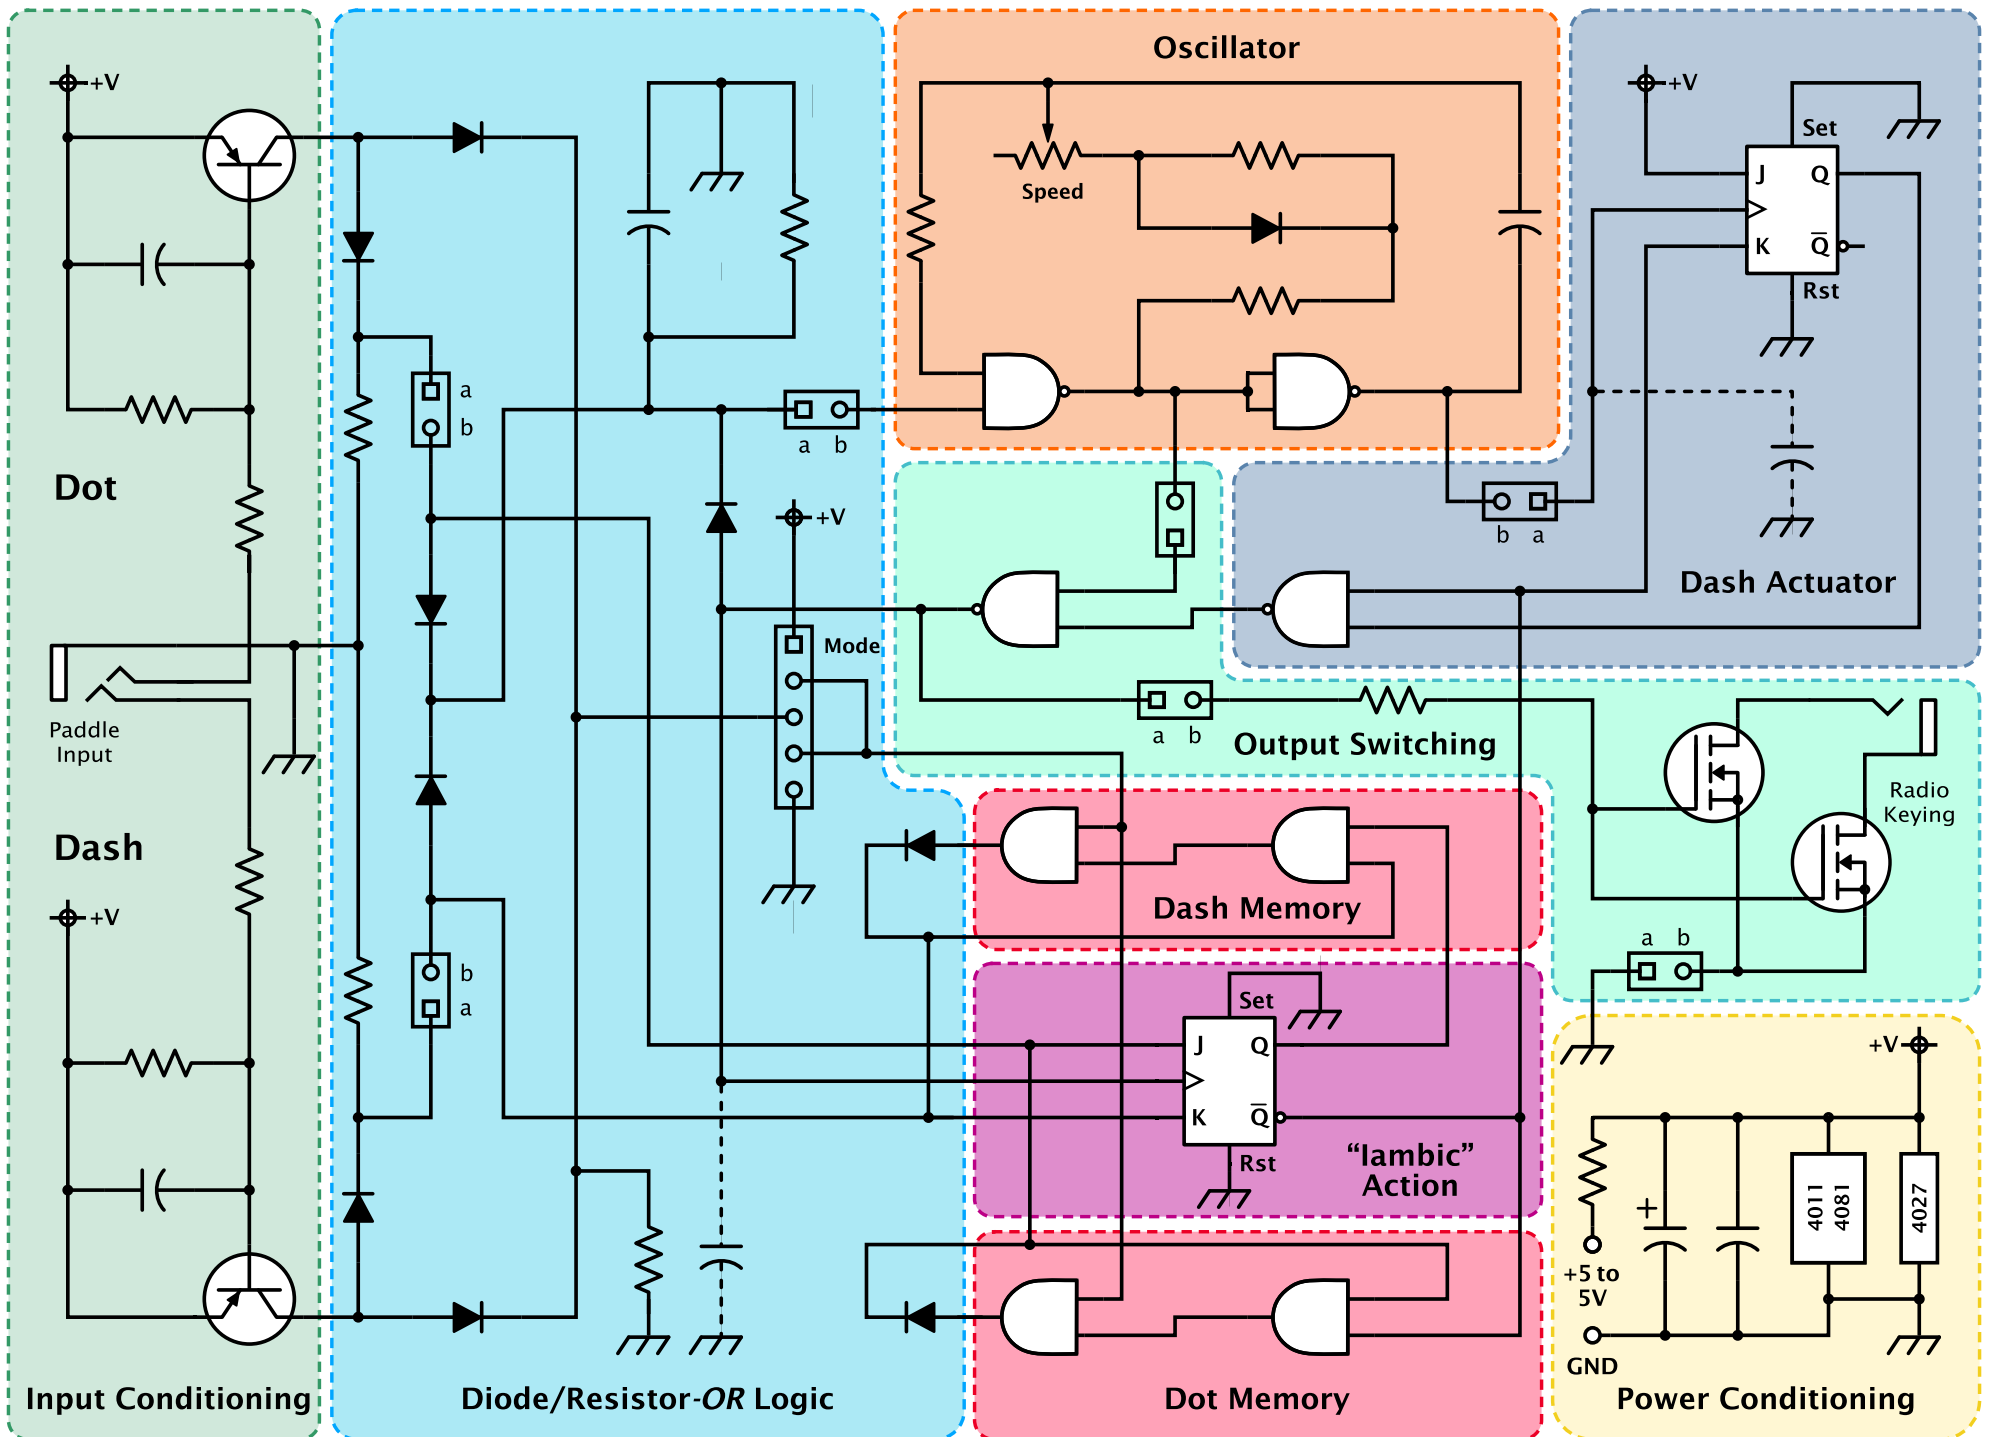 +V
Dot
Paddle
Input
Dash
+V
Input Conditioning
a
b
a
b
+V
Mode
b
a
Diode/Resistor-OR Logic
Oscillator
Speed
+V
Set
J
Q
K
Q̅
Rst
b a
Dash Actuator
a b
Output Switching
Radio
Keying
a b
Dash Memory
Set
J
Q
K
Q̅
Rst
“Iambic”
Action
Dot Memory
+V
+
4011
4081
4027
+5 to
5V
GND
Power Conditioning